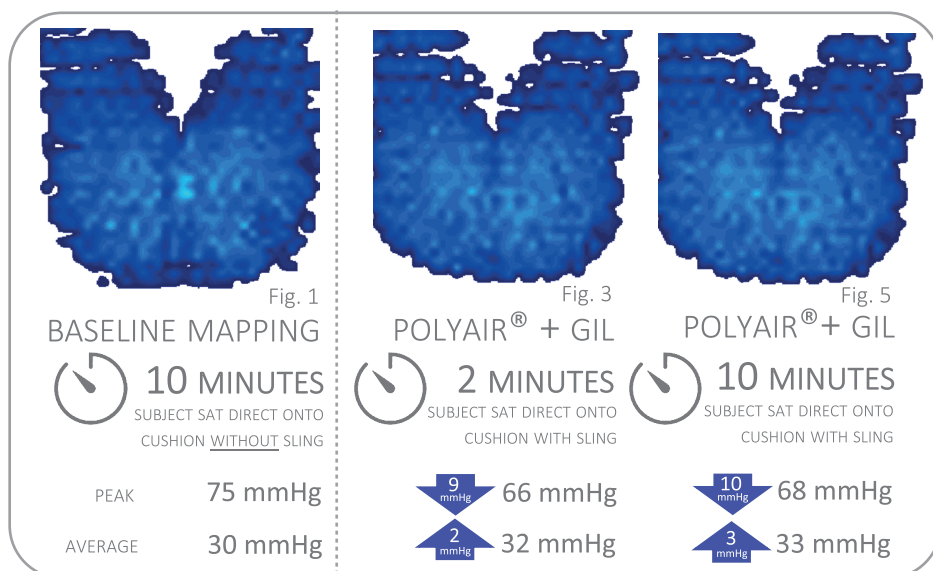 Fig. 1
BASELINE MAPPING
10 MINUTES
SUBJECT SAT DIRECT ONTO
CUSHION WITHOUT SLING
PEAK 75 mmHg
AVERAGE 30 mmHg
Fig. 3
POLYAIR® + GIL
2 MINUTES
SUBJECT SAT DIRECT ONTO
CUSHION WITH SLING
9 mmHg 66 mmHg
2 mmHg 32 mmHg
Fig. 5
POLYAIR® + GIL
10 MINUTES
SUBJECT SAT DIRECT ONTO
CUSHION WITH SLING
10 mmHg 68 mmHg
3 mmHg 33 mmHg